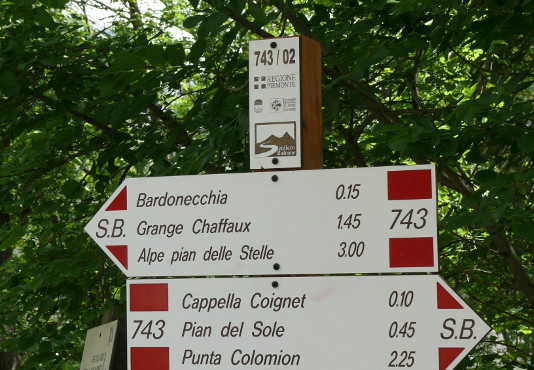 743/02
REGIONE
PIEMONTE
S.B.
Bardonecchia 0.15
Grange Chaffaux 1.45
Alpe pian delle Stelle 3.00
743
743
Cappella Coignet 0.10
Pian del Sole 0.45
Punta Colomion 2.25
S.B.